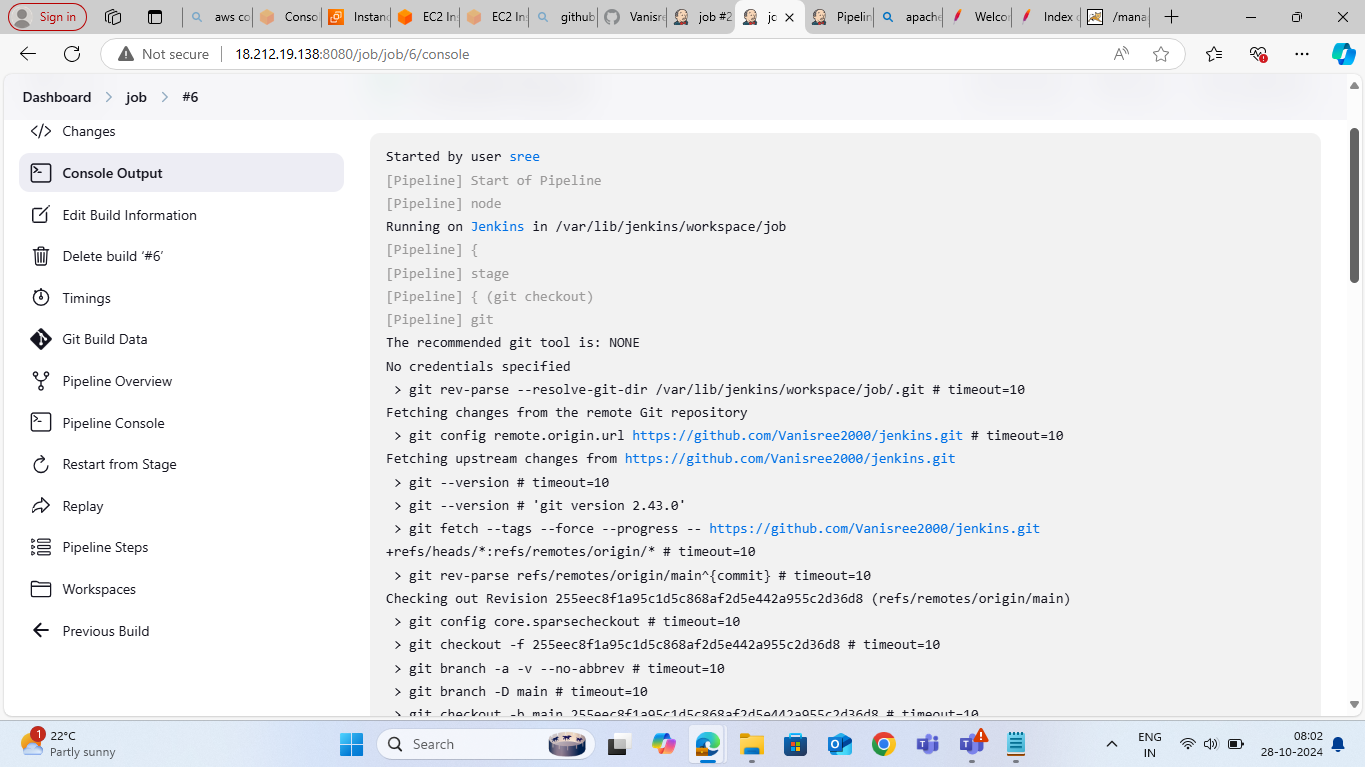 Sign in
aws co
Conso
Instanc
EC2 In
EC2 In
github
Vanisre
job #2
jo
Pipelin
apache
Welco
Index o
/mana
Not secure
18.212.19.138:8080/job/job/6/console
Dashboard > job > #6
Changes
Console Output
Edit Build Information
Delete build ‘#6’
Timings
Git Build Data
Pipeline Overview
Pipeline Console
Restart from Stage
Replay
Pipeline Steps
Workspaces
Previous Build
Started by user sree
[Pipeline] Start of Pipeline
[Pipeline] node
Running on Jenkins in /var/lib/jenkins/workspace/job
[Pipeline] {
[Pipeline] stage
[Pipeline] { (git checkout)
[Pipeline] git
The recommended git tool is: NONE
No credentials specified
> git rev-parse --resolve-git-dir /var/lib/jenkins/workspace/job/.git # timeout=10
Fetching changes from the remote Git repository
> git config remote.origin.url https://github.com/Vanisree2000/jenkins.git # timeout=10
Fetching upstream changes from https://github.com/Vanisree2000/jenkins.git
> git --version # timeout=10
> git --version # 'git version 2.43.0'
> git fetch --tags --force --progress -- https://github.com/Vanisree2000/jenkins.git
+refs/heads/*:refs/remotes/origin/* # timeout=10
> git rev-parse refs/remotes/origin/main^{commit} # timeout=10
Checking out Revision 255eec8f1a95c1d5c868af2d5e442a955c2d36d8 (refs/remotes/origin/main)
> git config core.sparsecheckout # timeout=10
> git checkout -f 255eec8f1a95c1d5c868af2d5e442a955c2d36d8 # timeout=10
> git branch -a -v --no-abbrev # timeout=10
> git branch -D main # timeout=10
> git checkout -b main 255eec8f1a95c1d5c868af2d5e442a955c2d36d8 # timeout=10
1
22°C
Partly sunny
Search
ENG
IN
08:02
28-10-2024